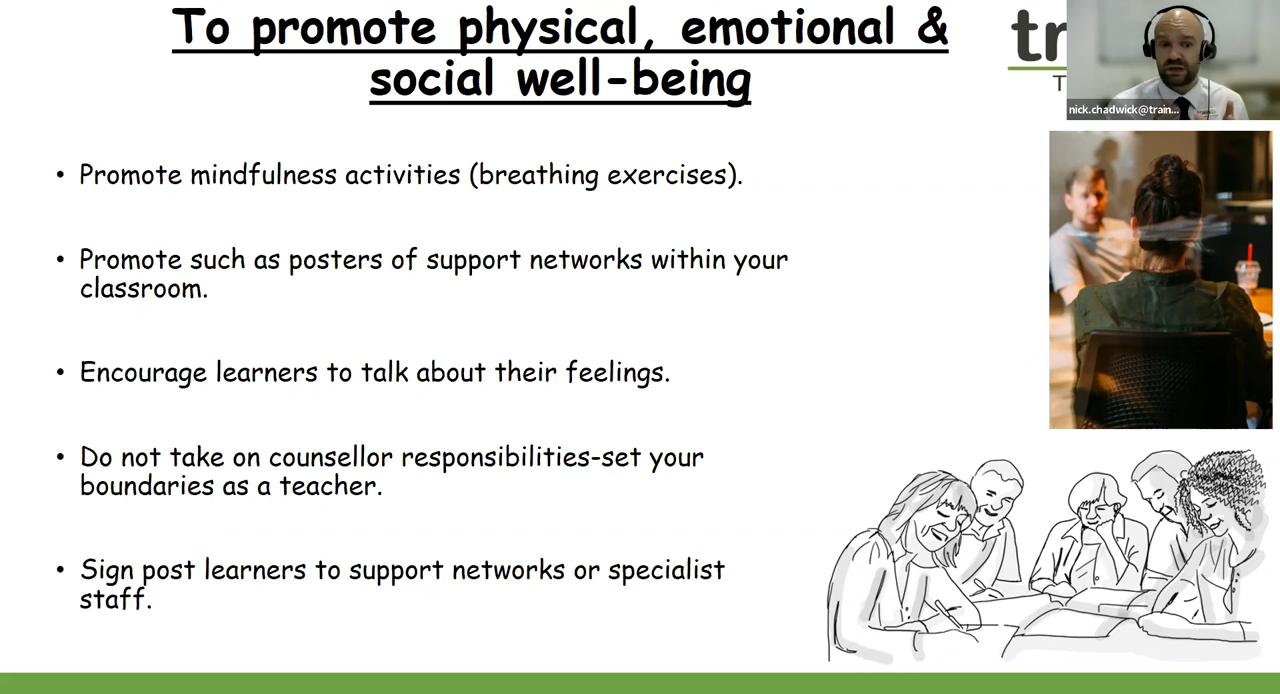 To promote physical, emotional &
social well-being
tr
T
nick.chadwick@train...
• Promote mindfulness activities (breathing exercises).
• Promote such as posters of support networks within your
classroom.
• Encourage learners to talk about their feelings.
• Do not take on counsellor responsibilities-set your
boundaries as a teacher.
• Sign post learners to support networks or specialist
staff.